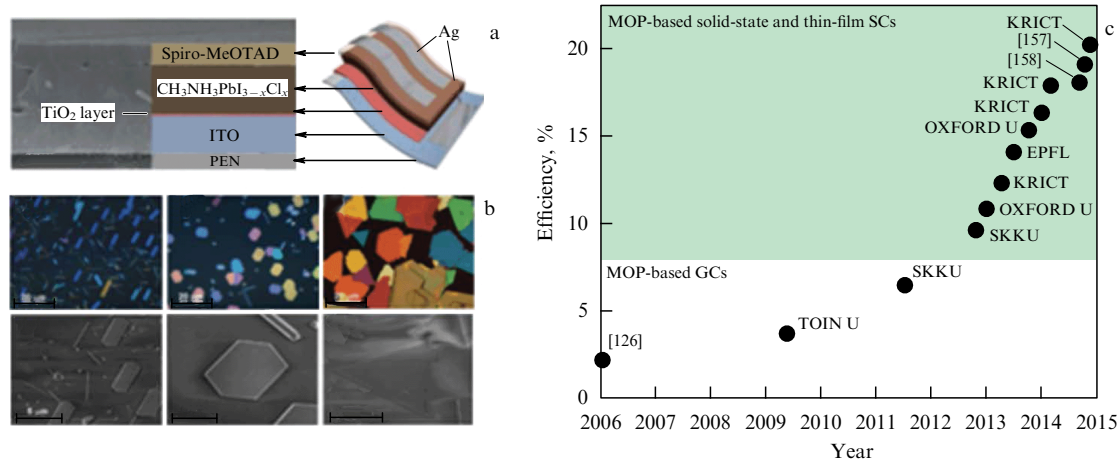 a
Ag
Spiro-MeOTAD
CH₃NH₃PbI₃₋ₓClₓ
TiO₂ layer
ITO
PEN
b
c
MOP-based solid-state and thin-film SCs
KRICT
[157]
[158]
KRICT
KRICT
OXFORD U
EPFL
KRICT
OXFORD U
SKKU
MOP-based GCs
SKKU
TOIN U
[126]
Efficiency, %
20
15
10
5
0
2006 2007 2008 2009 2010 2011 2012 2013 2014 2015
Year